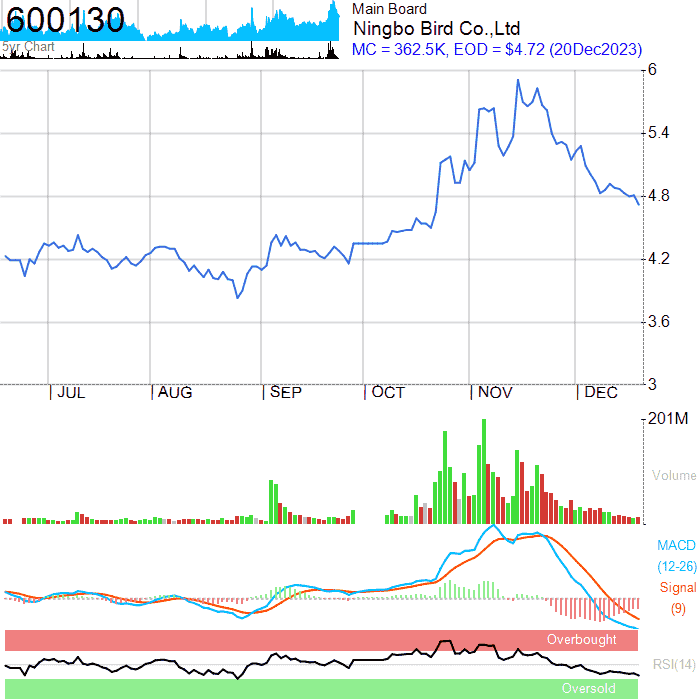 600130
5yr Chart
Main Board
Ningbo Bird Co.,Ltd
MC = 362.5K, EOD = $4.72 (20Dec2023)
6
5.4
4.8
4.2
3.6
3
JUL AUG SEP OCT NOV DEC
201M
Volume
MACD
(12-26)
Signal
(9)
Overbought
RSI(14)
Oversold